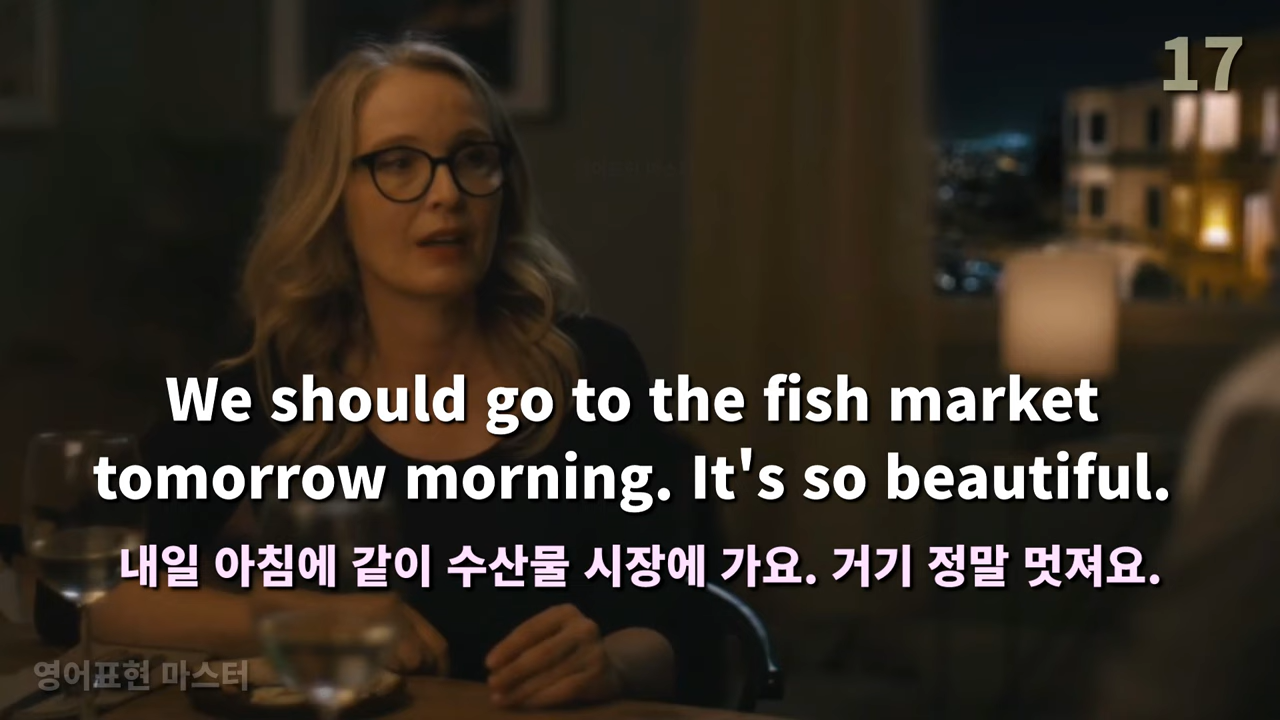 17
We should go to the fish market
tomorrow morning. It's so beautiful.
내일 아침에 같이 수산물 시장에 가요. 거기 정말 멋져요.
영어표현 마스터